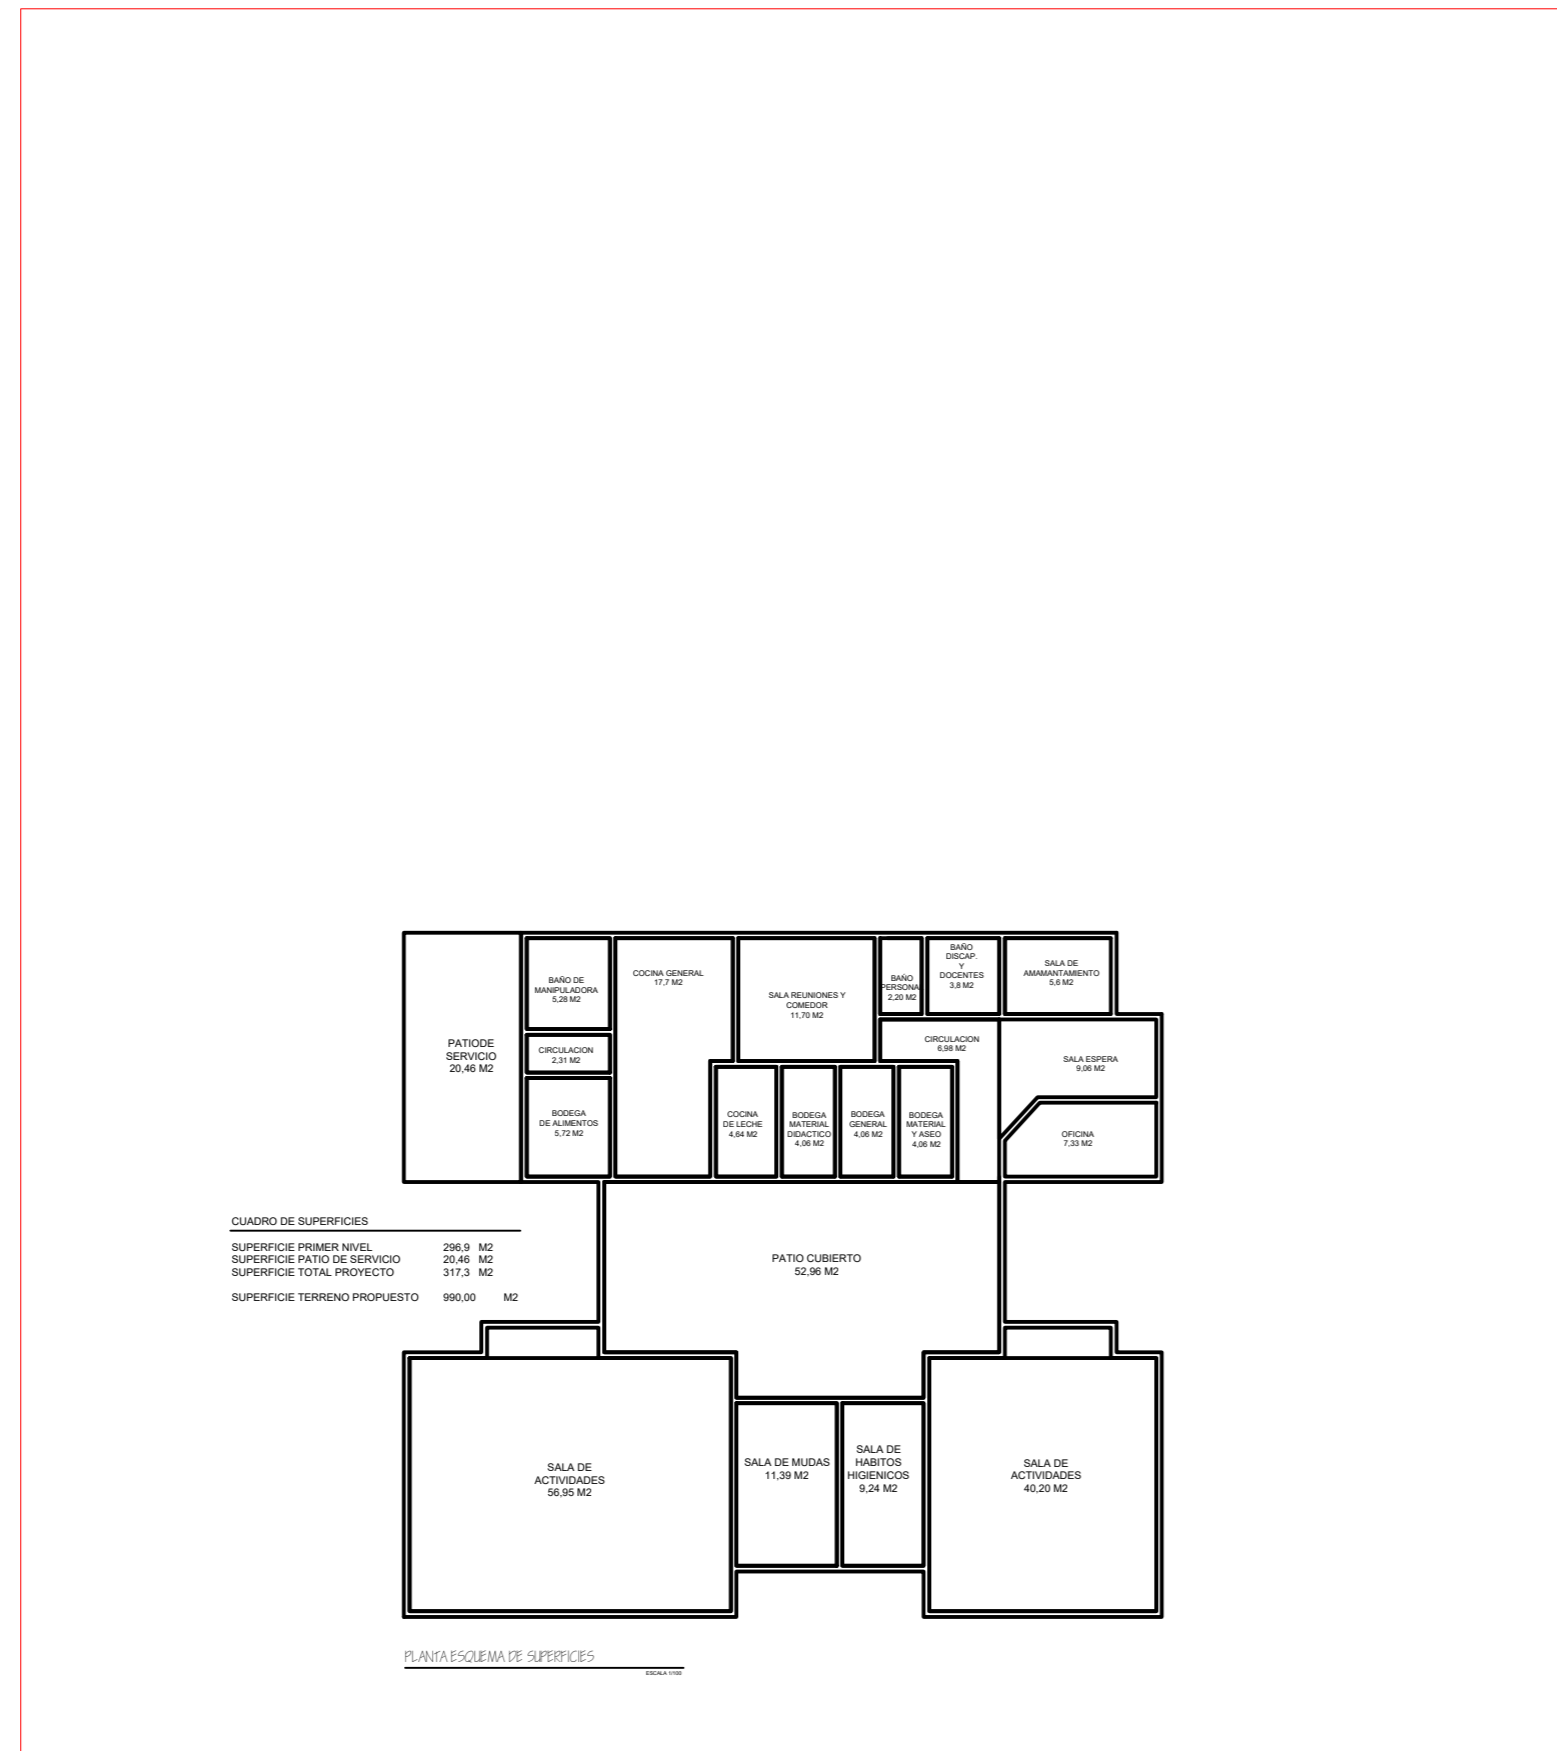 BAÑO DE
MANIPULADORA
5,28 M2
COCINA GENERAL
17,7 M2
SALA REUNIONES Y
COMEDOR
11,70 M2
BAÑO
PERSONA
2,20 M2
BAÑO
DISCAP.
Y
DOCENTES
3,8 M2
SALA DE
AMAMANTAMIENTO
5,6 M2
PATIODE
SERVICIO
20,46 M2
CIRCULACION
2,31 M2
CIRCULACION
6,98 M2
SALA ESPERA
9,06 M2
BODEGA
DE ALIMENTOS
5,72 M2
COCINA
DE LECHE
4,64 M2
BODEGA
MATERIAL
DIDACTICO
4,06 M2
BODEGA
GENERAL
4,06 M2
BODEGA
MATERIAL
Y ASEO
4,06 M2
OFICINA
7,33 M2
CUADRO DE SUPERFICIES
SUPERFICIE PRIMER NIVEL 296,9 M2
SUPERFICIE PATIO DE SERVICIO 20,46 M2
SUPERFICIE TOTAL PROYECTO 317,3 M2
SUPERFICIE TERRENO PROPUESTO 990,00 M2
PATIO CUBIERTO
52,96 M2
SALA DE
ACTIVIDADES
56,95 M2
SALA DE MUDAS
11,39 M2
SALA DE
HABITOS
HIGIENICOS
9,24 M2
SALA DE
ACTIVIDADES
40,20 M2
PLANTA ESQUEMA DE SUPERFICIES
ESCALA 1/100